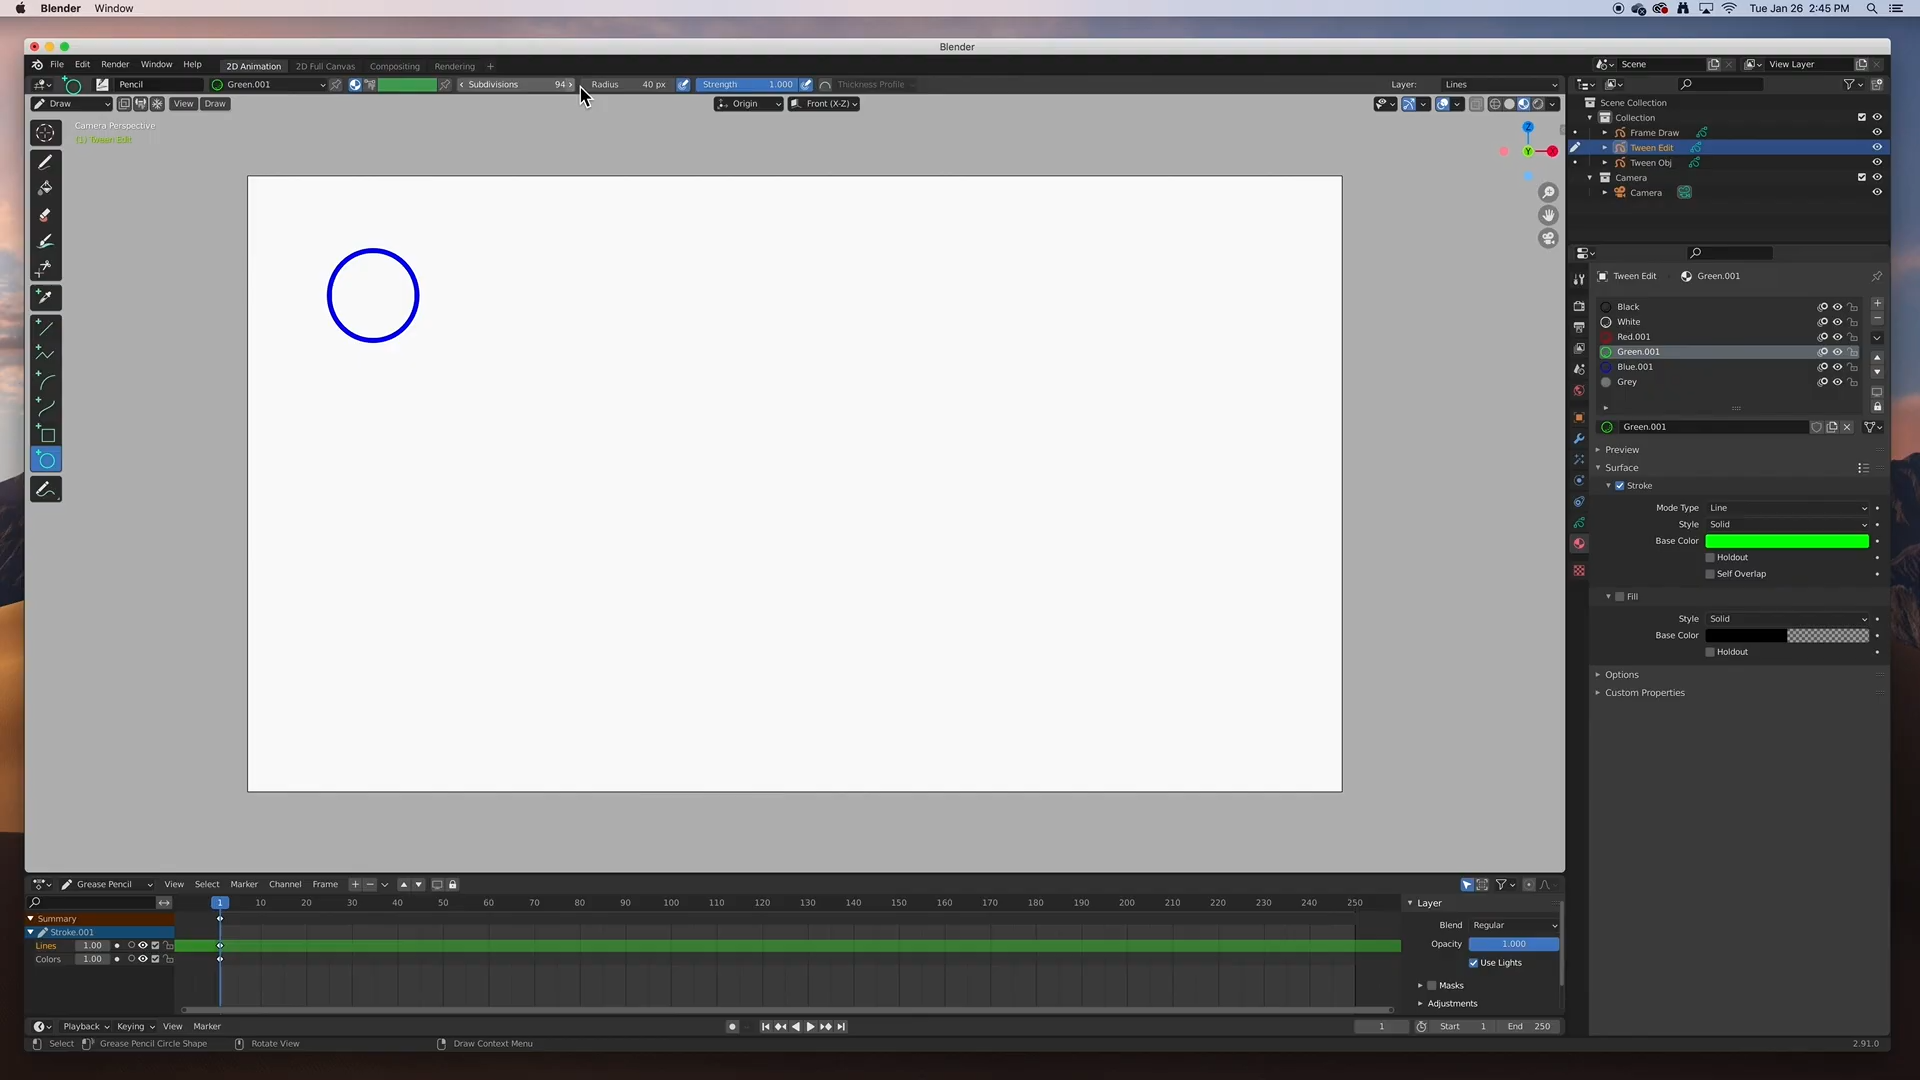 Blender Window Tue Jan 26 2:45 PM
Blender
File Edit Render Window Help 2D Animation 2D Full Canvas Compositing Rendering + Scene View Layer
Pencil Green.001 Subdivisions 94 Radius 40 px Strength 1.000 Thickness Profile Layer: Lines
Draw View Draw Origin Front (X-Z)
Camera Perspective
(1) Tween Edit
Z
Y
Scene Collection
Collection
Frame Draw
Tween Edit
Tween Obj
Camera
Camera
Tween Edit Green.001
Black
White
Red.001
Green.001
Blue.001
Grey
Green.001
Preview
Surface
Stroke
Mode Type Line
Style Solid
Base Color
Holdout
Self Overlap
Fill
Style Solid
Base Color
Holdout
Options
Custom Properties
Grease Pencil View Select Marker Channel Frame
1 10 20 30 40 50 60 70 80 90 100 110 120 130 140 150 160 170 180 190 200 210 220 230 240 250
Summary
Stroke.001
Lines 1.00
Colors 1.00
Layer
Blend Regular
Opacity 1.000
Use Lights
Masks
Adjustments
Playback Keying View Marker 1 Start 1 End 250
Select Grease Pencil Circle Shape Rotate View Draw Context Menu 2.91.0